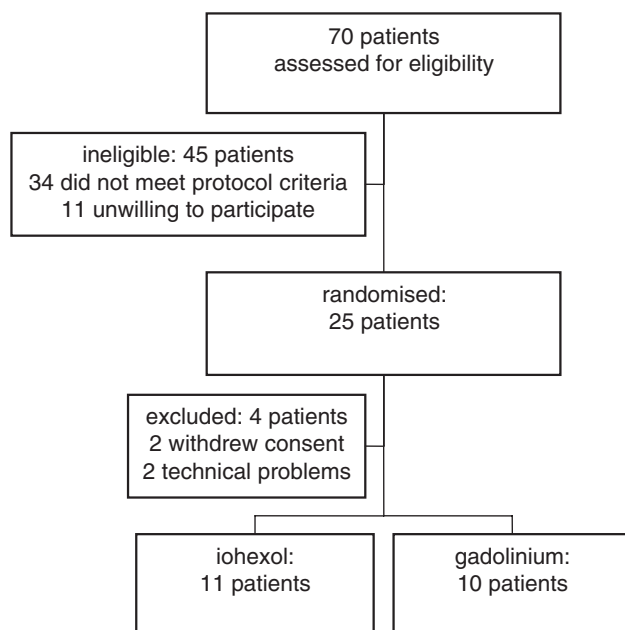 70 patients
assessed for eligibility
ineligible: 45 patients
34 did not meet protocol criteria
11 unwilling to participate
randomised:
25 patients
excluded: 4 patients
2 withdrew consent
2 technical problems
iohexol:
11 patients
gadolinium:
10 patients